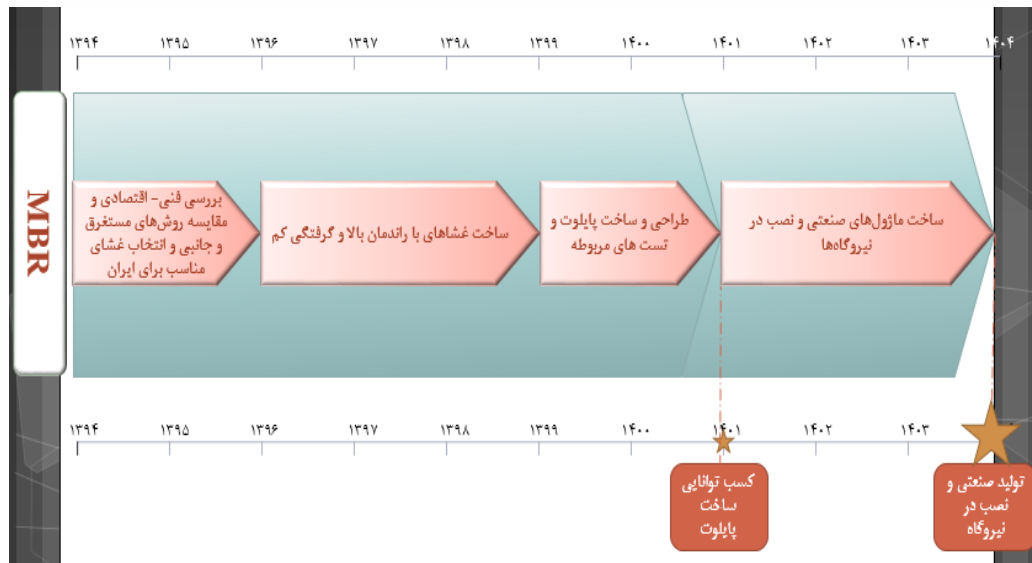 ۱۳۹۴ ۱۳۹۵ ۱۳۹۶ ۱۳۹۷ ۱۳۹۸ ۱۳۹۹ ۱۴۰۰ ۱۴۰۱ ۱۴۰۲ ۱۴۰۳ ۱۴۰۴
MBR
بررسی فنی- اقتصادی و
مقایسه روش‌های مستغرق
و جانبی و انتخاب غشای
مناسب برای ایران
ساخت غشاهای با راندمان بالا و گرفتگی کم
طراحی و ساخت پایلوت و
تست های مربوطه
ساخت ماژول‌های صنعتی و نصب در
نیروگاه‌ها
۱۳۹۴ ۱۳۹۵ ۱۳۹۶ ۱۳۹۷ ۱۳۹۸ ۱۳۹۹ ۱۴۰۰ ۱۴۰۱ ۱۴۰۲ ۱۴۰۳
کسب توانایی
ساخت
پایلوت
تولید صنعتی و
نصب در
نیروگاه